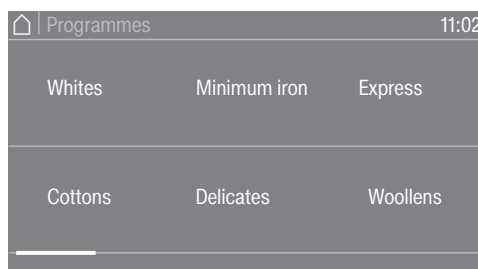 Programmes 11:02
Whites Minimum iron Express
Cottons Delicates Woollens